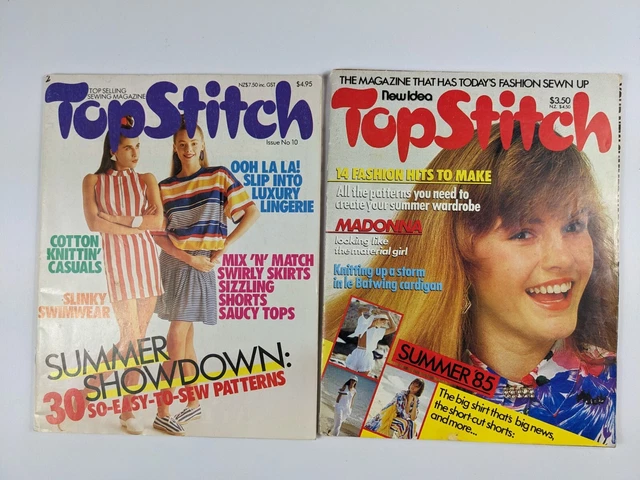 2
TOP SELLING
SEWING MAGAZINE
NZ$7.50 inc. GST
$4.95
TopStitch
Issue No 10
OOH LA LA!
SLIP INTO
LUXURY
LINGERIE
COTTON
KNITTIN'
CASUALS
MIX 'N' MATCH
SWIRLY SKIRTS
SIZZLING
SHORTS
SAUCY TOPS
SLINKY
SWIMWEAR
SUMMER
SHOWDOWN:
30 SO-EASY-TO-SEW PATTERNS
THE MAGAZINE THAT HAS TODAY'S FASHION SEWN UP
New Idea
$3.50
N.Z. $4.50
TopStitch
14 FASHION HITS TO MAKE
All the patterns you need to
create your summer wardrobe
MADONNA
looking like
the material girl
Knitting up a storm
in le Batwing cardigan
SUMMER 85
The big shirt that's big news,
the short-cut shorts:
and more...